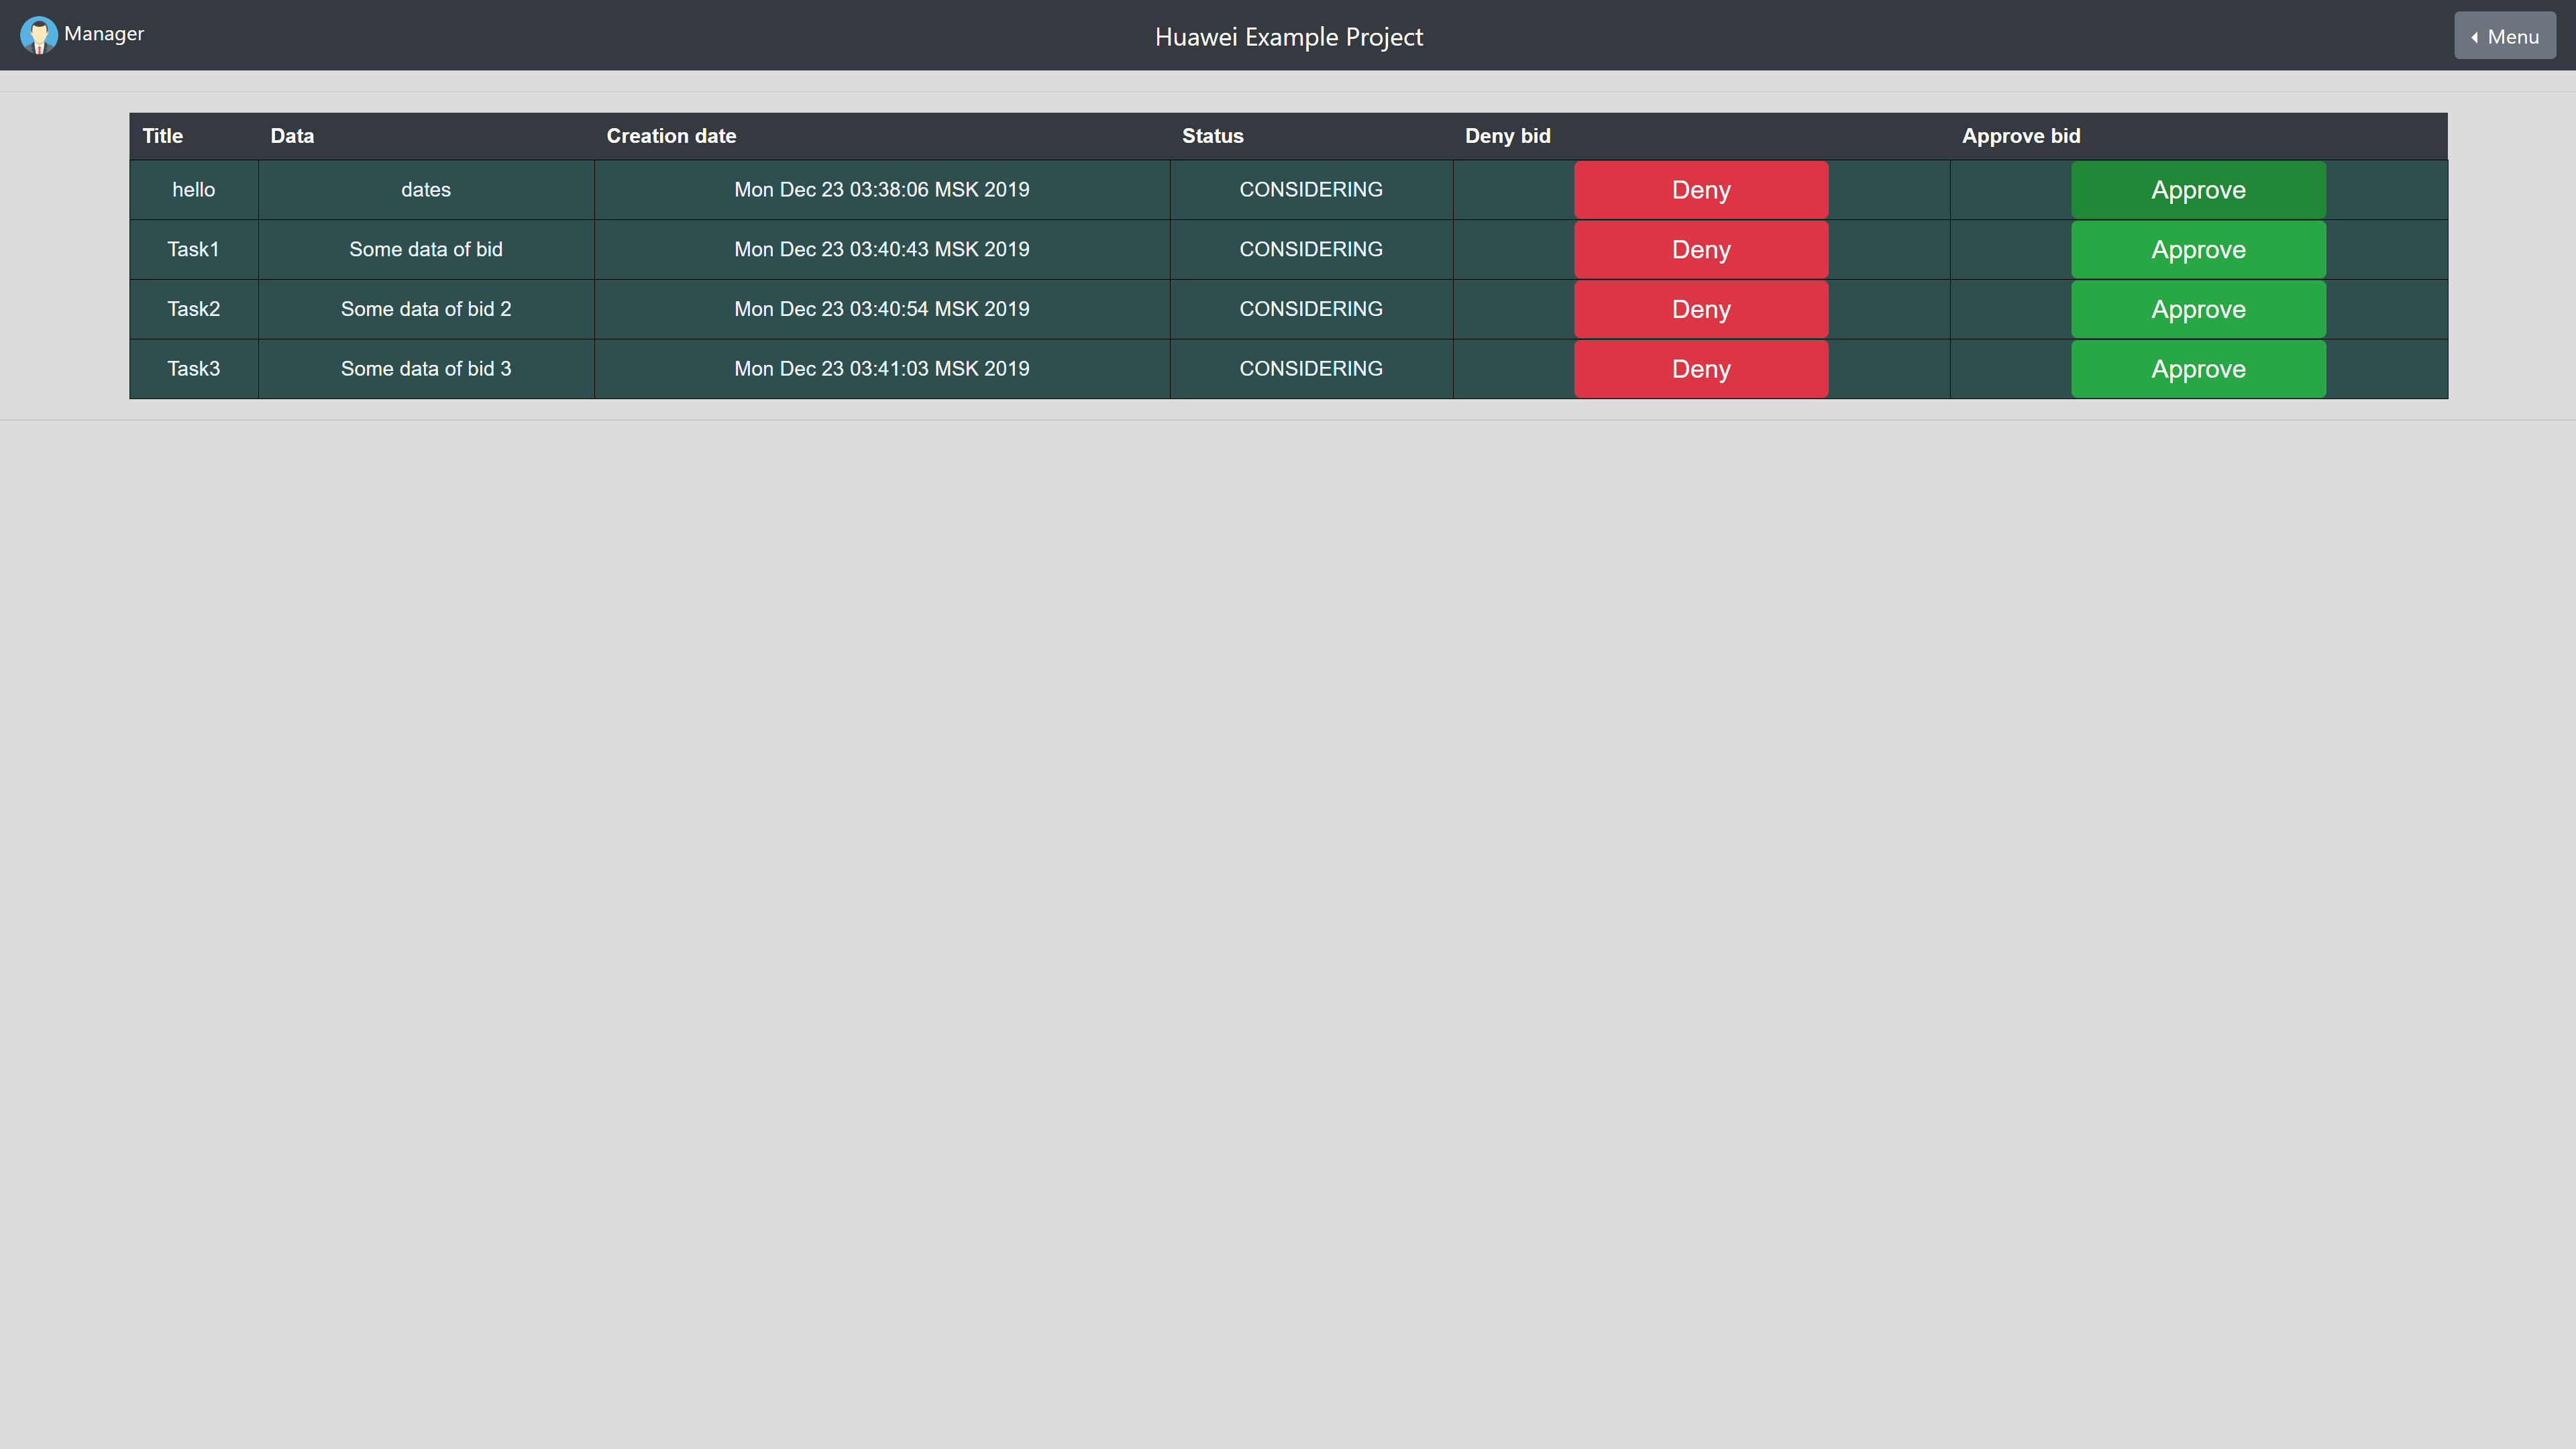 Manager
Huawei Example Project
Menu
Title Data Creation date Status Deny bid Approve bid
hello dates Mon Dec 23 03:38:06 MSK 2019 CONSIDERING Deny Approve
Task1 Some data of bid Mon Dec 23 03:40:43 MSK 2019 CONSIDERING Deny Approve
Task2 Some data of bid 2 Mon Dec 23 03:40:54 MSK 2019 CONSIDERING Deny Approve
Task3 Some data of bid 3 Mon Dec 23 03:41:03 MSK 2019 CONSIDERING Deny Approve